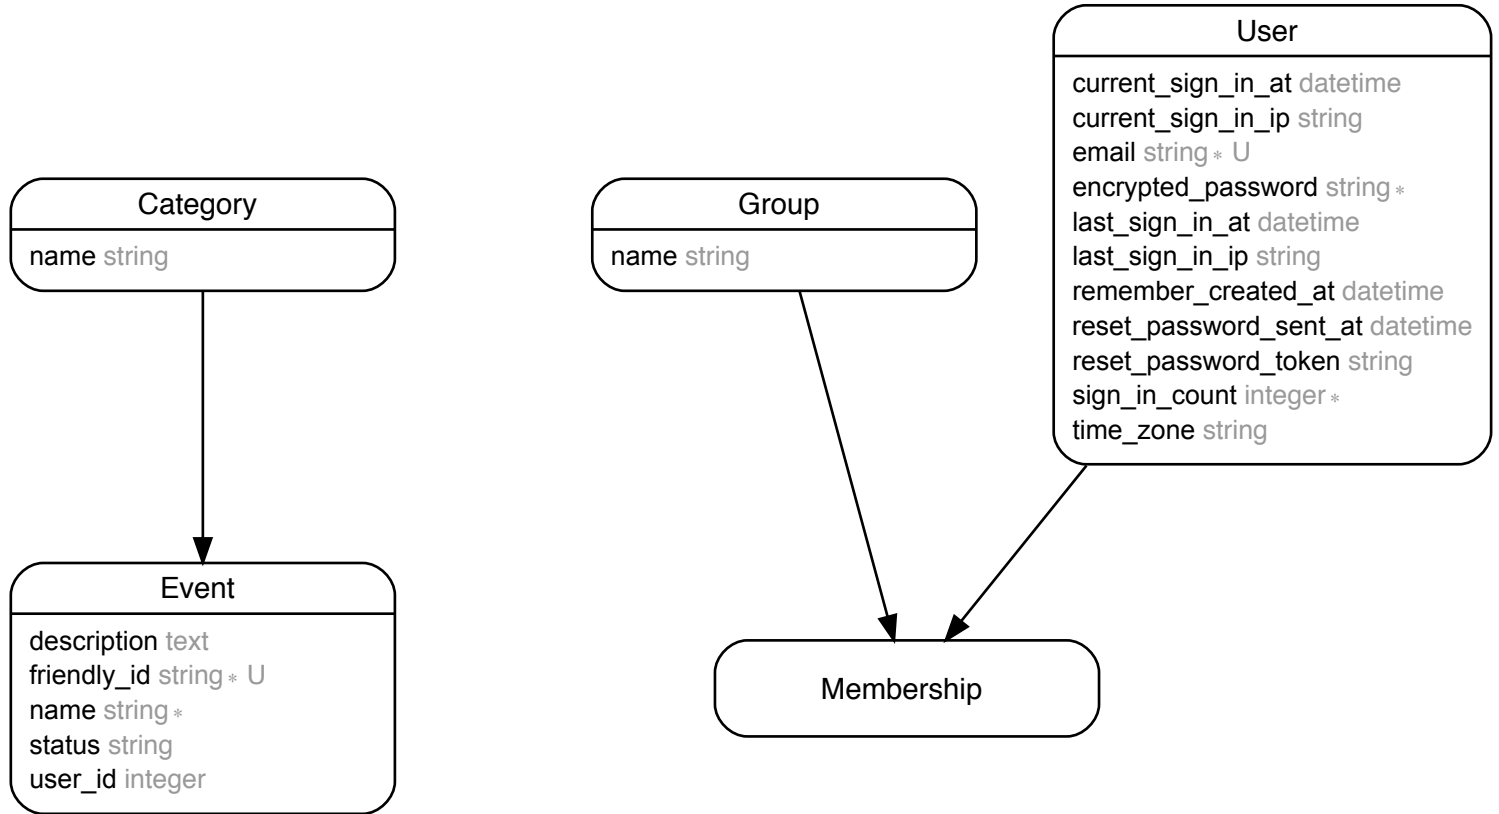 User
current_sign_in_at datetime
current_sign_in_ip string
email string* U
encrypted_password string*
last_sign_in_at datetime
last_sign_in_ip string
remember_created_at datetime
reset_password_sent_at datetime
reset_password_token string
sign_in_count integer*
time_zone string
Category
name string
Group
name string
Event
description text
friendly_id string* U
name string*
status string
user_id integer
Membership